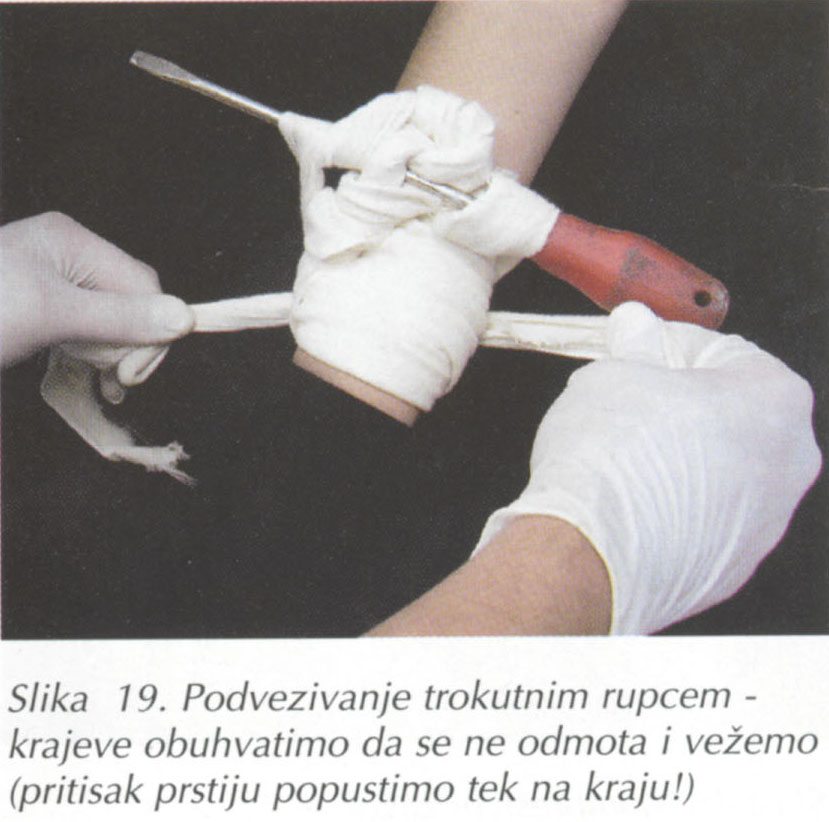 Slika 19. Podvezivanje trokutnim rupcem -
krajeve obuhvatimo da se ne odmota i vežemo
(pritisak prstiju popustimo tek na kraju!)